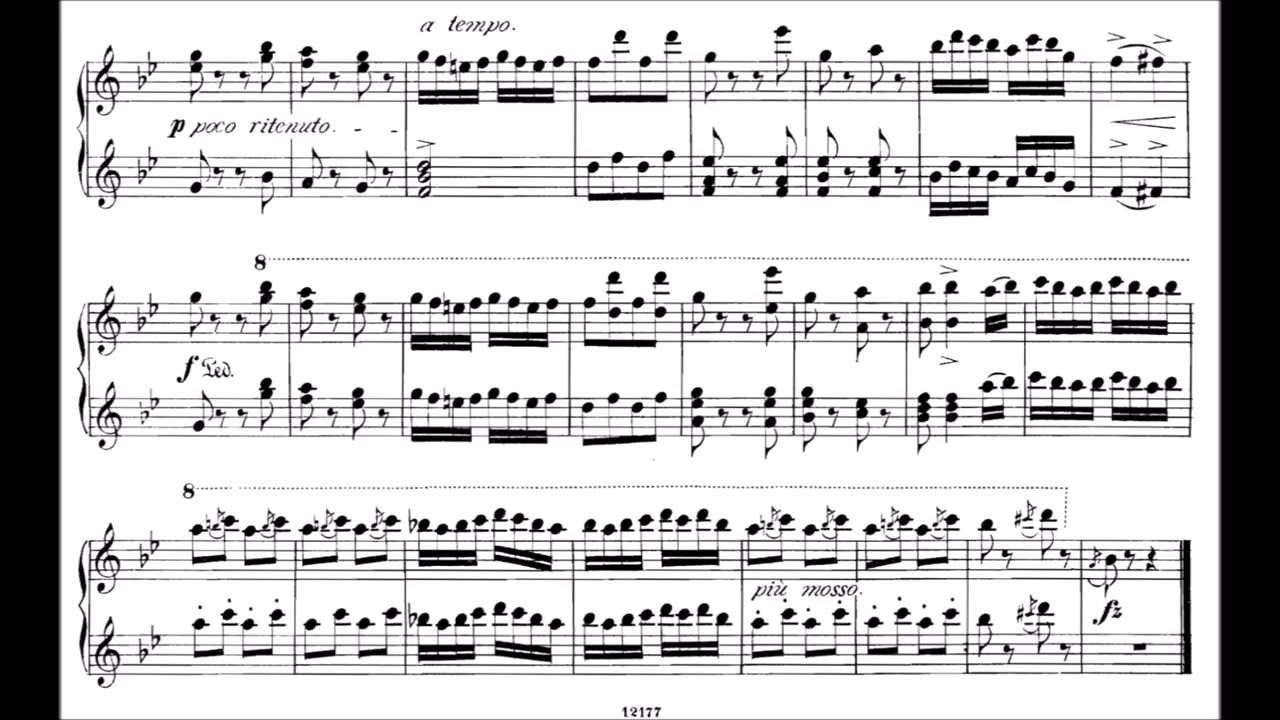 a tempo.
p poco ritenuto. - -
8
f Ped.
8
più mosso.
fz
12177